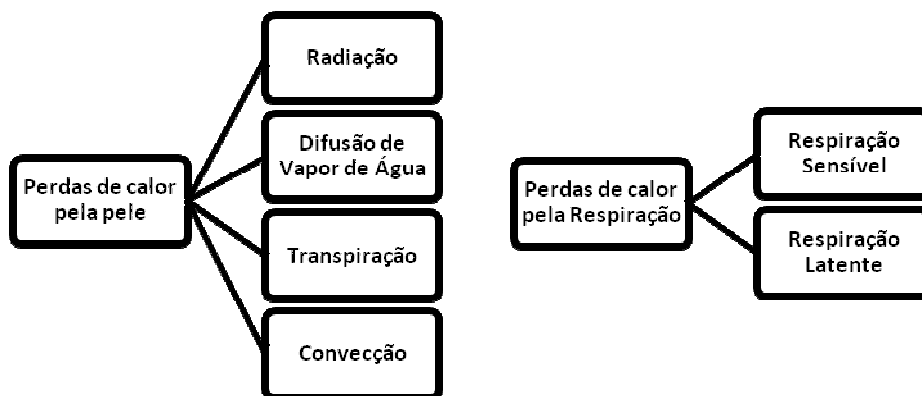 Perdas de calor
pela pele
Radiação
Difusão de
Vapor de Água
Transpiração
Convecção
Perdas de calor
pela Respiração
Respiração
Sensível
Respiração
Latente